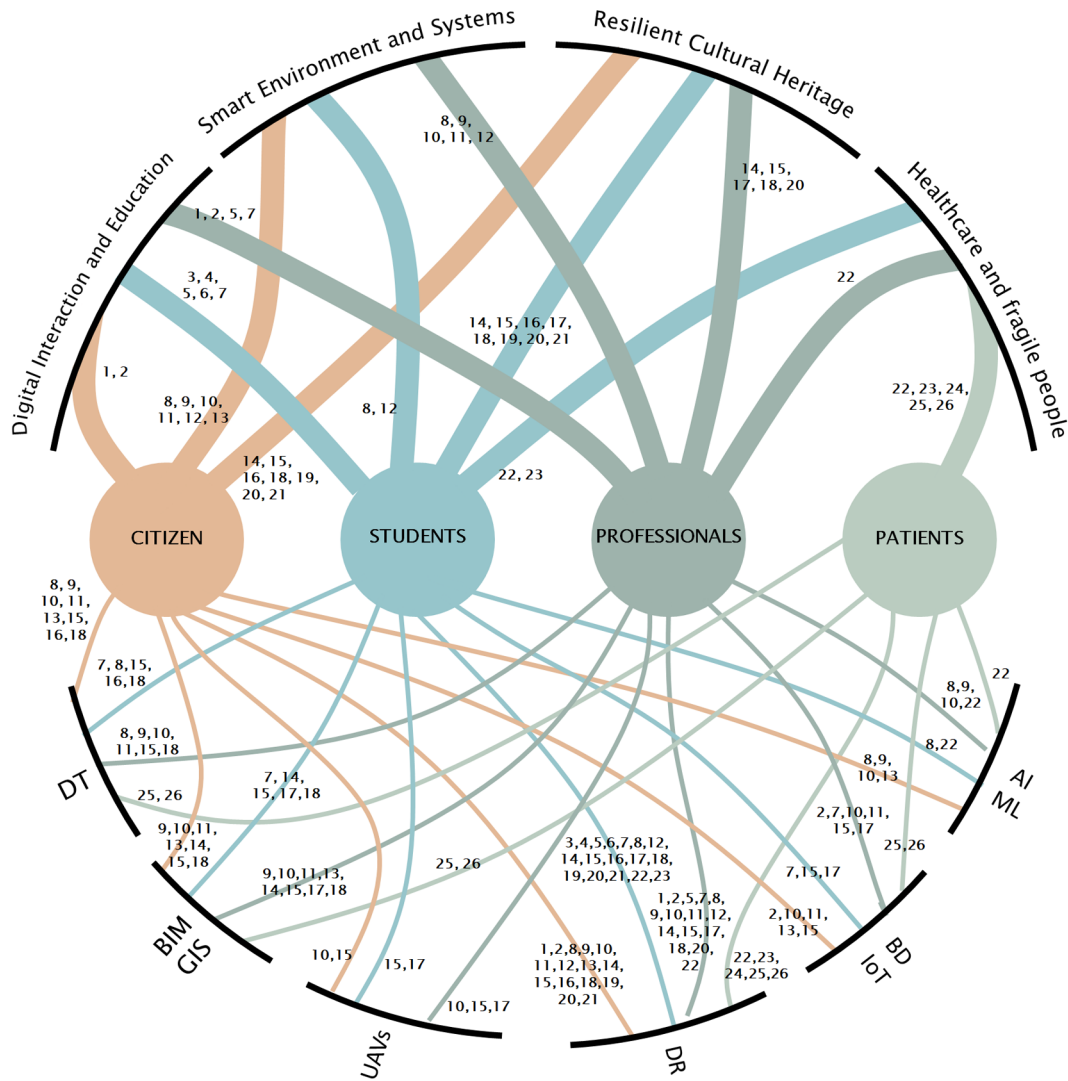 Smart Environment and Systems
Resilient Cultural Heritage
Digital Interaction and Education
Healthcare and fragile people
8, 9,
10, 11, 12
14, 15,
17, 18, 20
1, 2, 5, 7
3, 4,
5, 6, 7
22
14, 15, 16, 17,
18, 19, 20, 21
1, 2
8, 9, 10,
11, 12, 13
8, 12
22, 23, 24,
25, 26
14, 15,
16, 18, 19,
20, 21
22, 23
CITIZEN
STUDENTS
PROFESSIONALS
PATIENTS
8, 9,
10, 11,
13,15,
16,18
7, 8,15,
16,18
8, 9,10,
11,15,18
25, 26
DT
22
8,9,
10,22
8,22
8,9,
10,13
AI
ML
7, 14,
15, 17, 18
9,10,11,
13,14,
15,18
9,10,11,13,
14,15,17,18
25, 26
BIM
GIS
3,4,5,6,7,8,12,
14,15,16,17,18,
19,20,21,22,23
2,7,10,11,
15,17
25,26
7,15,17
2,10,11,
13,15
BD
IoT
10,15
15,17
10,15,17
UAVs
1,2,8,9,10,
11,12,13,14,
15,16,18,19,
20,21
1,2,5,7,8,
9,10,11,12,
14,15,17,
18,20,
22
22,23,
24,25,26
DR